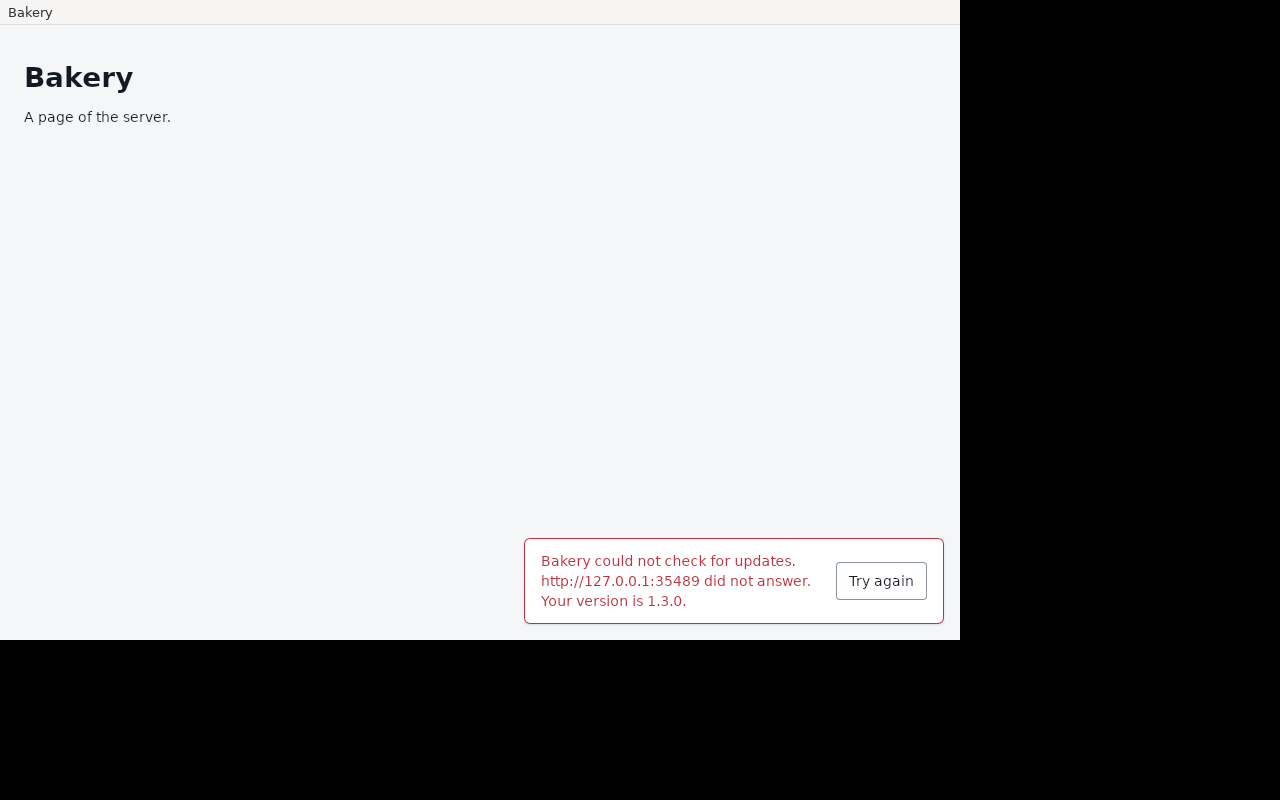 Bakery
Bakery
A page of the server.
Bakery could not check for updates.
http://127.0.0.1:35489 did not answer.
Your version is 1.3.0.
Try again